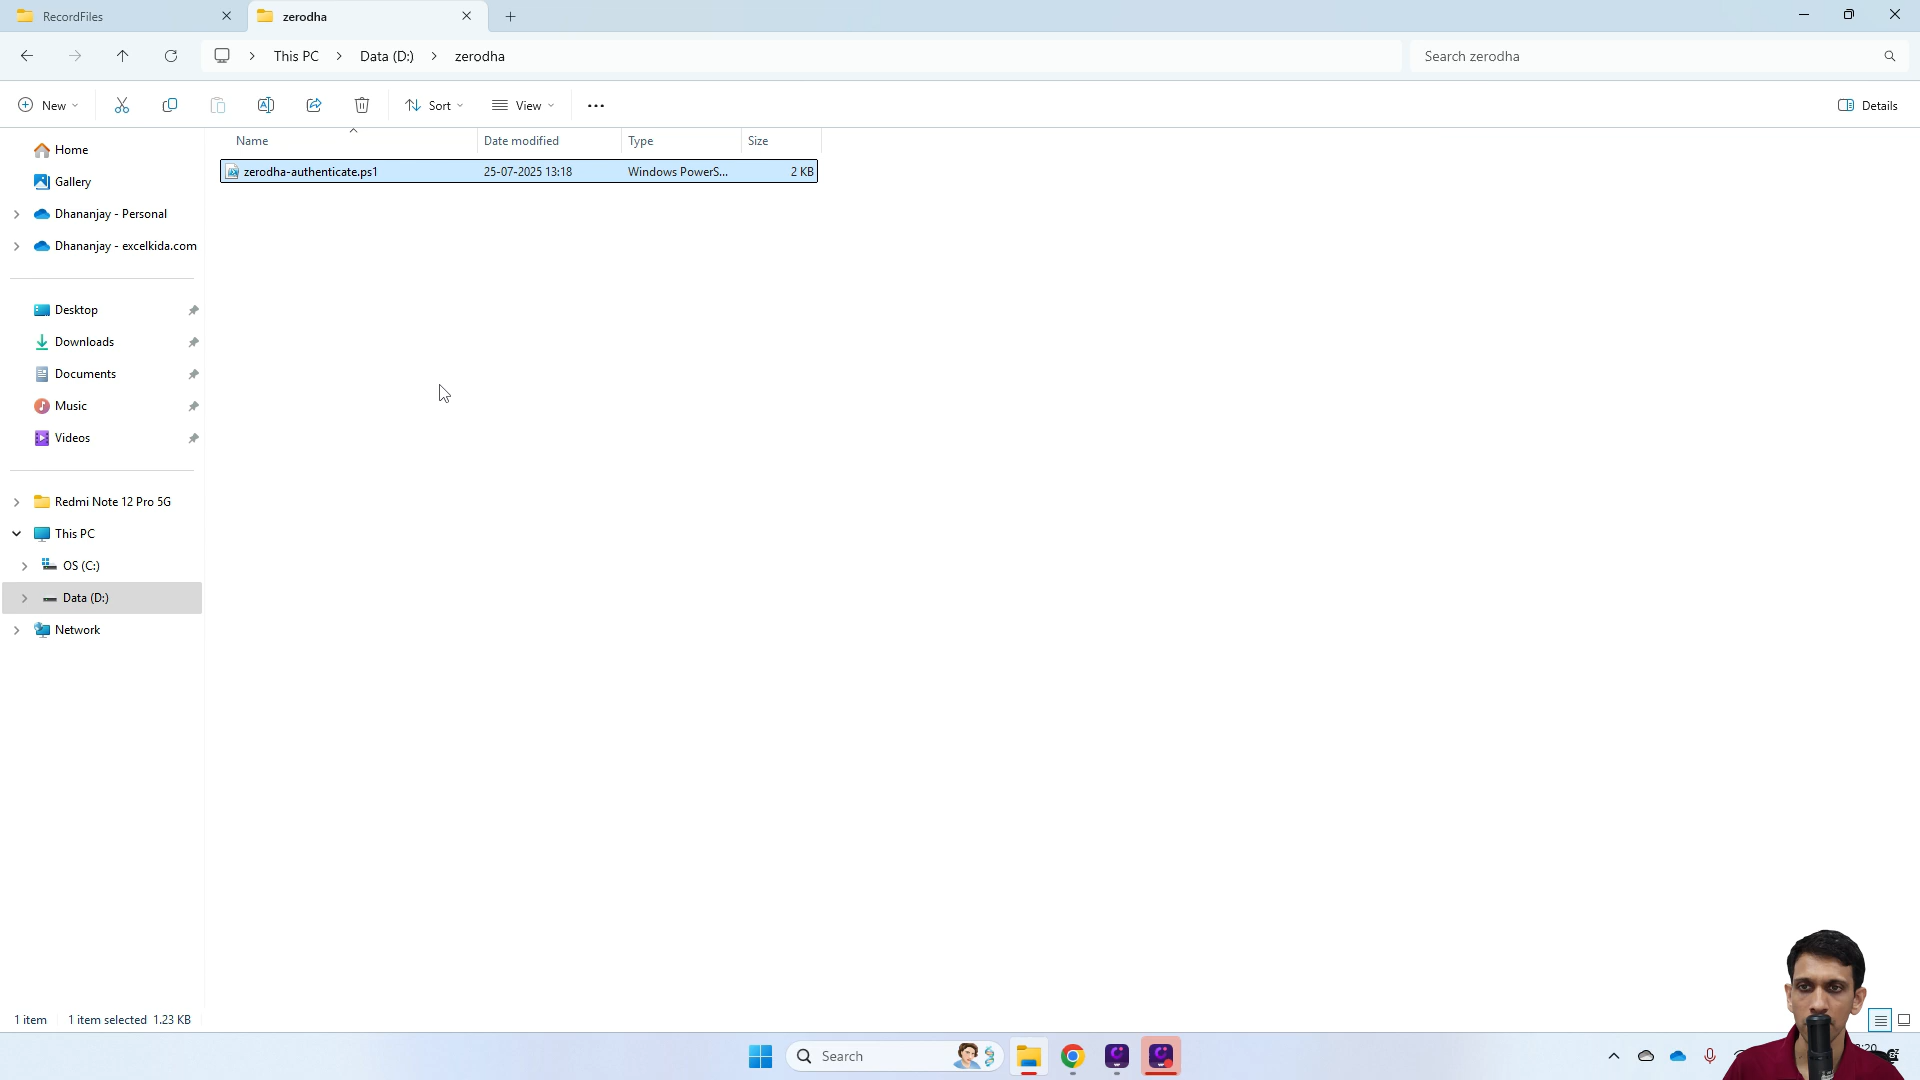 RecordFiles
zerodha
This PC
Data (D:)
zerodha
Search zerodha
New
Sort
View
Details
Name
Date modified
Type
Size
zerodha-authenticate.ps1
25-07-2025 13:18
Windows PowerS...
2 KB
Home
Gallery
Dhananjay - Personal
Dhananjay - excelkida.com
Desktop
Downloads
Documents
Music
Videos
Redmi Note 12 Pro 5G
This PC
OS (C:)
Data (D:)
Network
1 item
1 item selected 1.23 KB
Search